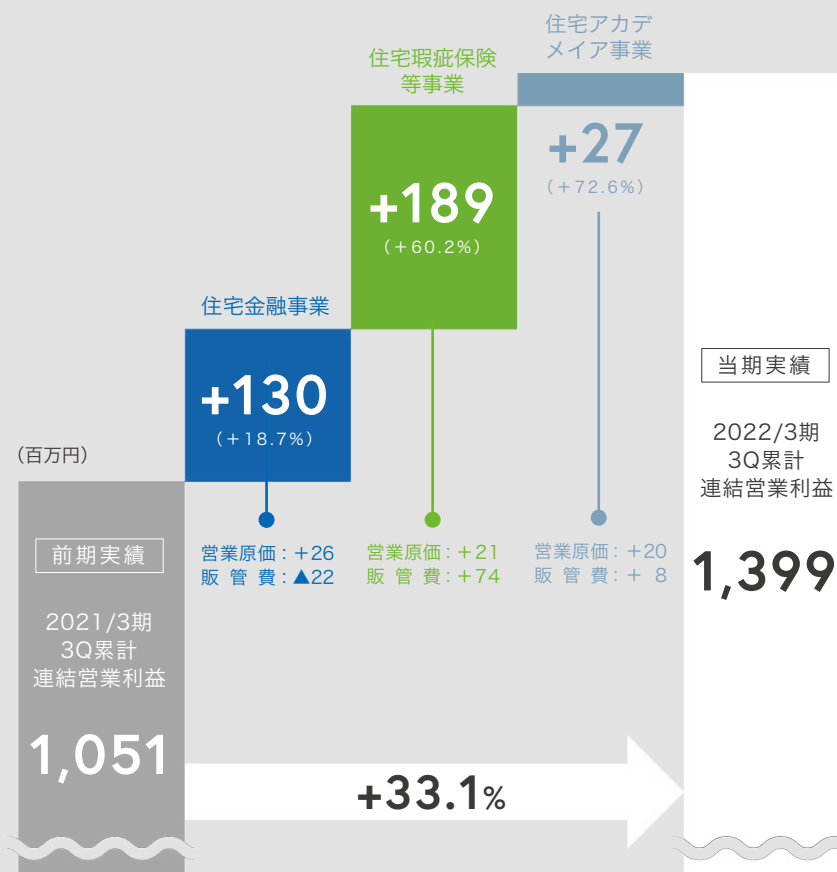 （百万円）
前期実績
2021/3期
3Q累計
連結営業利益
1,051
住宅金融事業
+130
（+18.7%）
営業原価：+26
販管費：▲22
住宅瑕疵保険
等事業
+189
（+60.2%）
営業原価：+21
販管費：+74
住宅アカデ
メイア事業
+27
（+72.6%）
営業原価：+20
販管費：+ 8
当期実績
2022/3期
3Q累計
連結営業利益
1,399
+33.1%